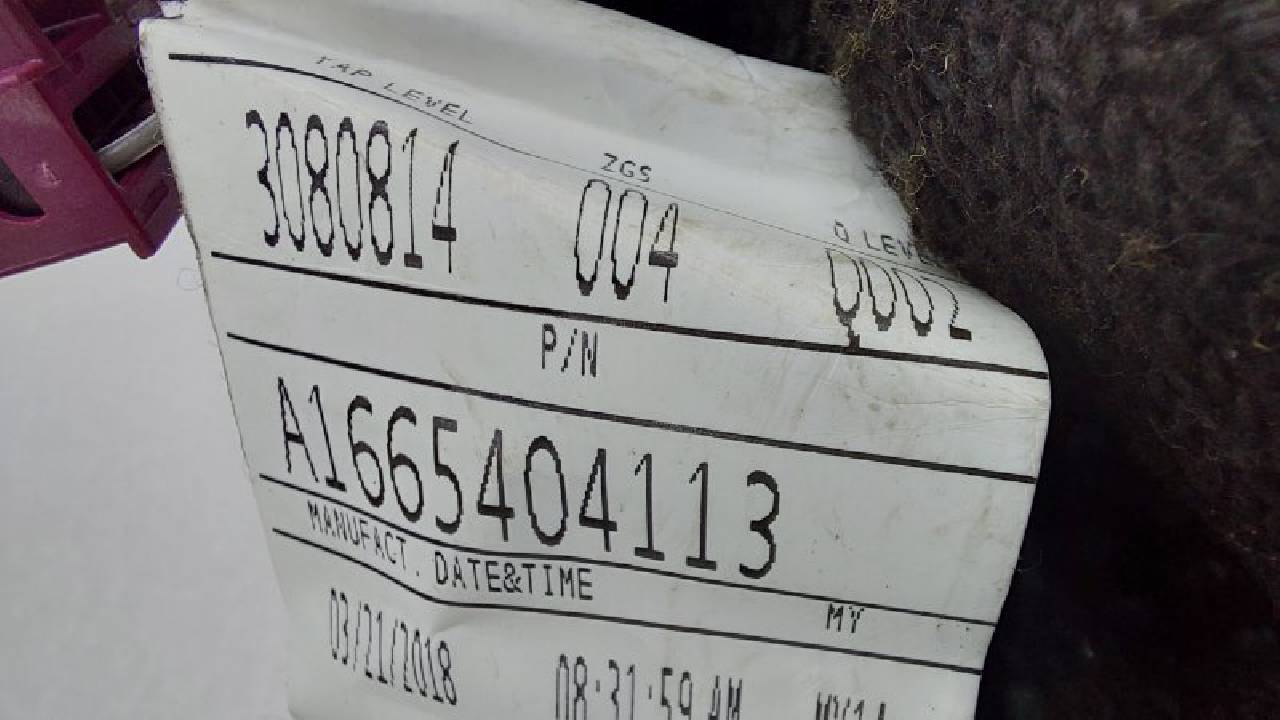 TAP LEVEL ZGS Q LEVEL
3080814 004 Q002
P/N
A1665404113
MANUFACT. DATE&TIME MY
03/21/2018 08:31:59 AM